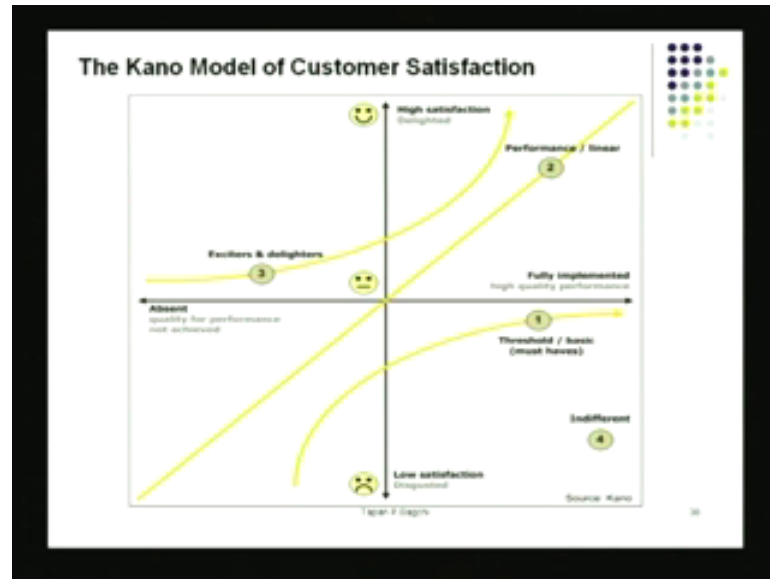 The Kano Model of Customer Satisfaction
High satisfaction
Delighted
Performance / linear
2
Exciters & delighters
3
Fully implemented
high quality performance
Absent
quality for performance
not achieved
1
Threshold / basic
(must haves)
Indifferent
4
Low satisfaction
Disgusted
Source: Kano
Tapan P Bagchi